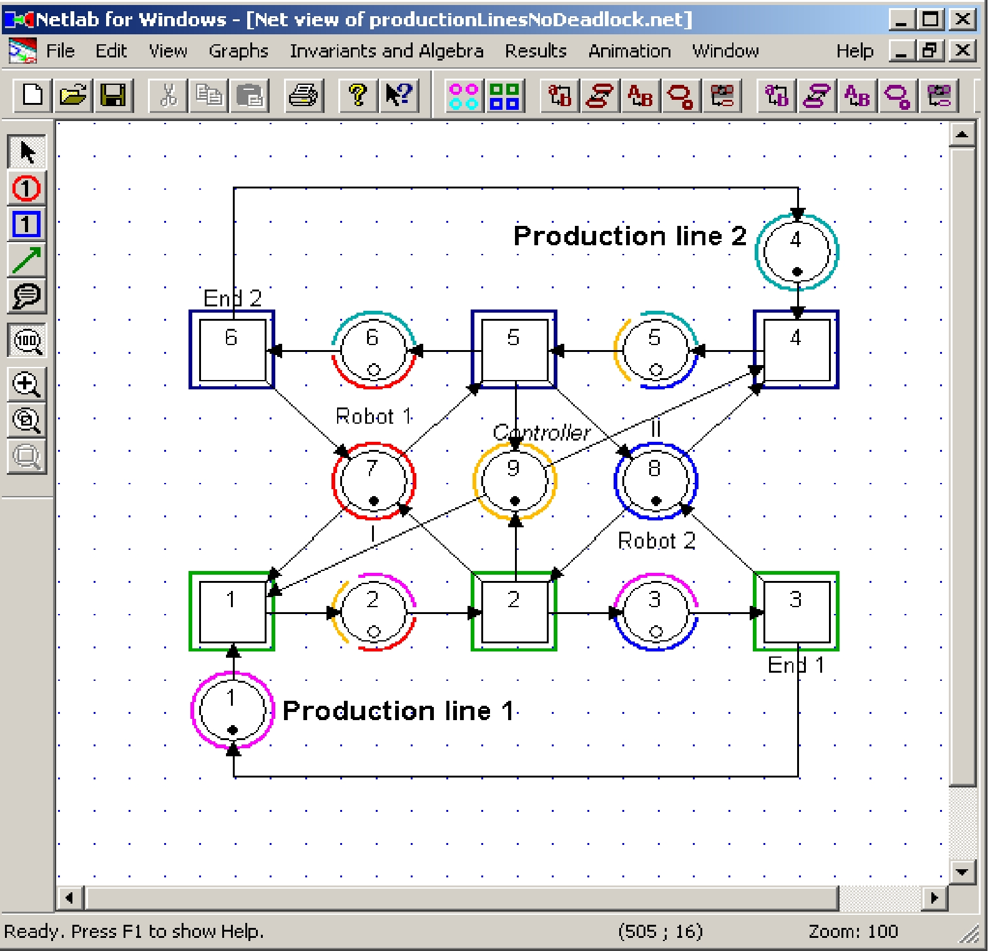 Netlab for Windows - [Net view of productionLinesNoDeadlock.net]
File Edit View Graphs Invariants and Algebra Results Animation Window Help
1
1
100
Production line 2
4
End 2
6 6 5 5 4
Robot 1
Controller
II
7 9 8
I
Robot 2
1 2 2 3 3
End 1
1
Production line 1
Ready. Press F1 to show Help. (505 ; 16) Zoom: 100